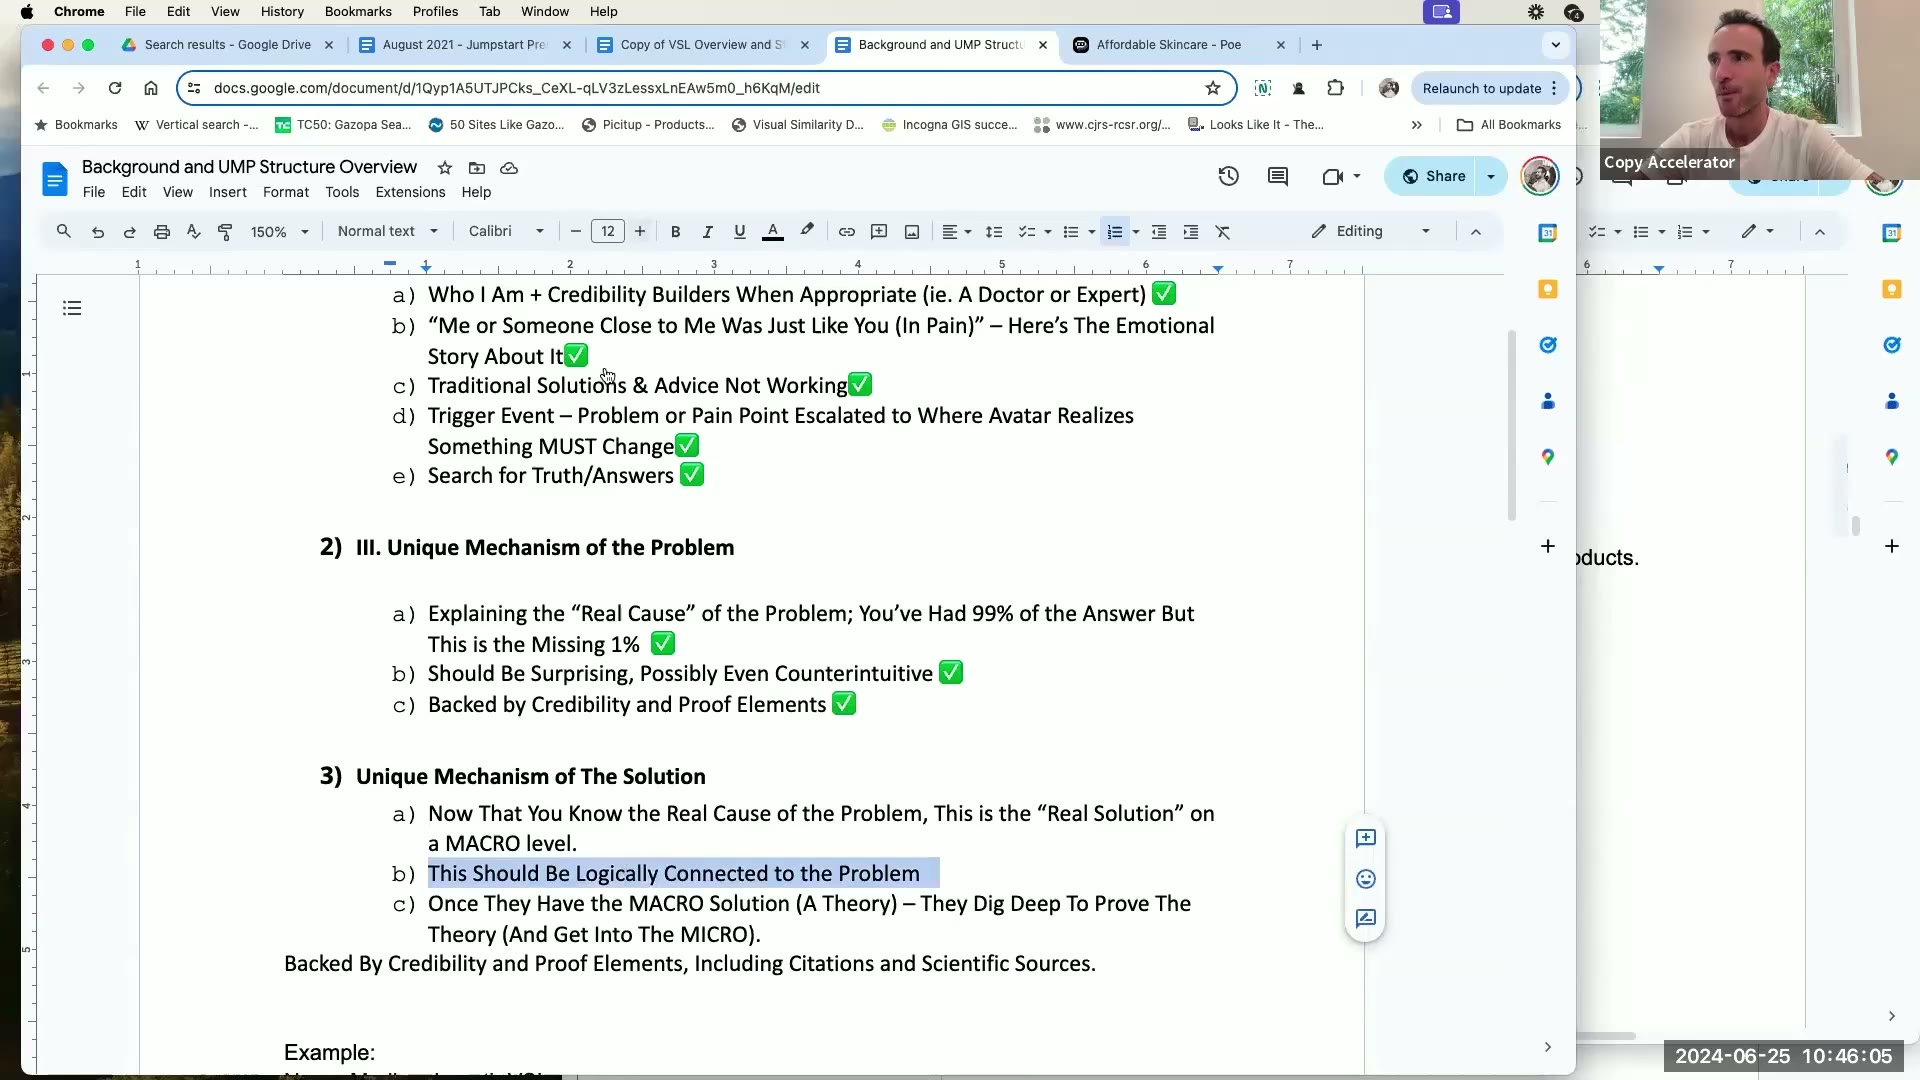 Chrome File Edit View History Bookmarks Profiles Tab Window Help
Search results - Google Drive
August 2021 - Jumpstart Pre
Copy of VSL Overview and S
Background and UMP Structu
Affordable Skincare - Poe
docs.google.com/document/d/1Qyp1A5UTJPCks_CeXL-qLV3zLessxLnEAw5m0_h6KqM/edit
Relaunch to update
Bookmarks
Vertical search -...
TC50: Gazopa Sea...
50 Sites Like Gazo...
Picitup - Products...
Visual Similarity D...
Incogna GIS succe...
www.cjrs-rcsr.org/...
Looks Like It - The...
All Bookmarks
Copy Accelerator
Background and UMP Structure Overview
File Edit View Insert Format Tools Extensions Help
Share
150% Normal text Calibri 12 Editing
1 1 2 3 4 5 6 7
6 7
a) Who I Am + Credibility Builders When Appropriate (ie. A Doctor or Expert) ✅
b) “Me or Someone Close to Me Was Just Like You (In Pain)” – Here’s The Emotional
Story About It✅
c) Traditional Solutions & Advice Not Working✅
d) Trigger Event – Problem or Pain Point Escalated to Where Avatar Realizes
Something MUST Change✅
e) Search for Truth/Answers ✅
2) III. Unique Mechanism of the Problem
oducts.
a) Explaining the “Real Cause” of the Problem; You’ve Had 99% of the Answer But
This is the Missing 1% ✅
b) Should Be Surprising, Possibly Even Counterintuitive ✅
c) Backed by Credibility and Proof Elements ✅
3) Unique Mechanism of The Solution
a) Now That You Know the Real Cause of the Problem, This is the “Real Solution” on
a MACRO level.
b) This Should Be Logically Connected to the Problem
c) Once They Have the MACRO Solution (A Theory) – They Dig Deep To Prove The
Theory (And Get Into The MICRO).
Backed By Credibility and Proof Elements, Including Citations and Scientific Sources.
Example:
2024-06-25 10:46:05